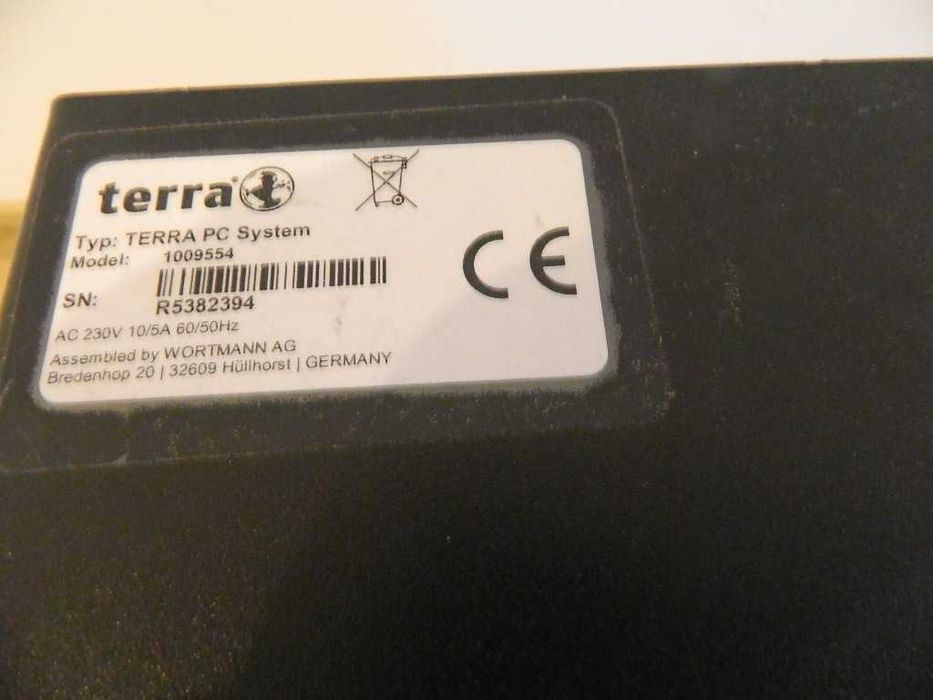 terra
Typ: TERRA PC System
Model: 1009554
SN: R5382394
AC 230V 10/5A 60/50Hz
Assembled by WORTMANN AG
Bredenhop 20 | 32609 Hüllhorst | GERMANY
CE